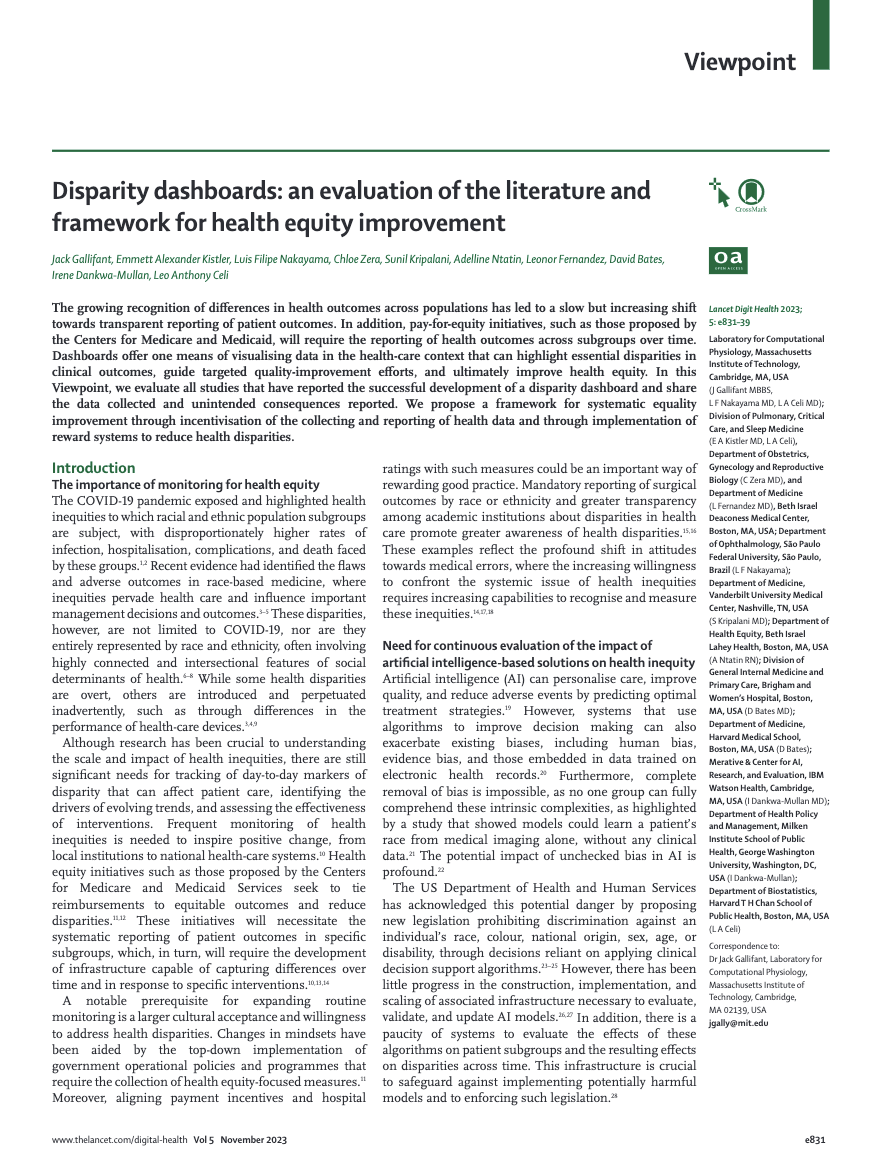 Viewpoint
Disparity dashboards: an evaluation of the literature and
framework for health equity improvement
CrossMark
oa
OPEN ACCESS
Jack Gallifant, Emmett Alexander Kistler, Luis Filipe Nakayama, Chloe Zera, Sunil Kripalani, Adelline Ntatin, Leonor Fernandez, David Bates,
Irene Dankwa-Mullan, Leo Anthony Celi
The growing recognition of differences in health outcomes across populations has led to a slow but increasing shift
towards transparent reporting of patient outcomes. In addition, pay-for-equity initiatives, such as those proposed by
the Centers for Medicare and Medicaid, will require the reporting of health outcomes across subgroups over time.
Dashboards offer one means of visualising data in the health-care context that can highlight essential disparities in
clinical outcomes, guide targeted quality-improvement efforts, and ultimately improve health equity. In this
Viewpoint, we evaluate all studies that have reported the successful development of a disparity dashboard and share
the data collected and unintended consequences reported. We propose a framework for systematic equality
improvement through incentivisation of the collecting and reporting of health data and through implementation of
reward systems to reduce health disparities.
Introduction
The importance of monitoring for health equity
The COVID-19 pandemic exposed and highlighted health
inequities to which racial and ethnic population subgroups
are subject, with disproportionately higher rates of
infection, hospitalisation, complications, and death faced
by these groups.1,2 Recent evidence had identified the flaws
and adverse outcomes in race-based medicine, where
inequities pervade health care and influence important
management decisions and outcomes.3–5 These disparities,
however, are not limited to COVID-19, nor are they
entirely represented by race and ethnicity, often involving
highly connected and intersectional features of social
determinants of health.6–8 While some health disparities
are overt, others are introduced and perpetuated
inadvertently, such as through differences in the
performance of health-care devices.3,4,9
Although research has been crucial to understanding
the scale and impact of health inequities, there are still
significant needs for tracking of day-to-day markers of
disparity that can affect patient care, identifying the
drivers of evolving trends, and assessing the effectiveness
of interventions. Frequent monitoring of health
inequities is needed to inspire positive change, from
local institutions to national health-care systems.10 Health
equity initiatives such as those proposed by the Centers
for Medicare and Medicaid Services seek to tie
reimbursements to equitable outcomes and reduce
disparities.11,12 These initiatives will necessitate the
systematic reporting of patient outcomes in specific
subgroups, which, in turn, will require the development
of infrastructure capable of capturing differences over
time and in response to specific interventions.10,13,14
A notable prerequisite for expanding routine
monitoring is a larger cultural acceptance and willingness
to address health disparities. Changes in mindsets have
been aided by the top-down implementation of
government operational policies and programmes that
require the collection of health equity-focused measures.11
Moreover, aligning payment incentives and hospital
ratings with such measures could be an important way of
rewarding good practice. Mandatory reporting of surgical
outcomes by race or ethnicity and greater transparency
among academic institutions about disparities in health
care promote greater awareness of health disparities.15,16
These examples reflect the profound shift in attitudes
towards medical errors, where the increasing willingness
to confront the systemic issue of health inequities
requires increasing capabilities to recognise and measure
these inequities.14,17,18
Need for continuous evaluation of the impact of
artificial intelligence-based solutions on health inequity
Artificial intelligence (AI) can personalise care, improve
quality, and reduce adverse events by predicting optimal
treatment strategies.19 However, systems that use
algorithms to improve decision making can also
exacerbate existing biases, including human bias,
evidence bias, and those embedded in data trained on
electronic health records.20 Furthermore, complete
removal of bias is impossible, as no one group can fully
comprehend these intrinsic complexities, as highlighted
by a study that showed models could learn a patient's
race from medical imaging alone, without any clinical
data.21 The potential impact of unchecked bias in AI is
profound.22
The US Department of Health and Human Services
has acknowledged this potential danger by proposing
new legislation prohibiting discrimination against an
individual's race, colour, national origin, sex, age, or
disability, through decisions reliant on applying clinical
decision support algorithms.23–25 However, there has been
little progress in the construction, implementation, and
scaling of associated infrastructure necessary to evaluate,
validate, and update AI models.26,27 In addition, there is a
paucity of systems to evaluate the effects of these
algorithms on patient subgroups and the resulting effects
on disparities across time. This infrastructure is crucial
to safeguard against implementing potentially harmful
models and to enforcing such legislation.28
Lancet Digit Health 2023;
5: e831–39
Laboratory for Computational
Physiology, Massachusetts
Institute of Technology,
Cambridge, MA, USA
(J Gallifant MBBS,
L F Nakayama MD, L A Celi MD);
Division of Pulmonary, Critical
Care, and Sleep Medicine
(E A Kistler MD, L A Celi),
Department of Obstetrics,
Gynecology and Reproductive
Biology (C Zera MD), and
Department of Medicine
(L Fernandez MD), Beth Israel
Deaconess Medical Center,
Boston, MA, USA; Department
of Ophthalmology, São Paulo
Federal University, São Paulo,
Brazil (L F Nakayama);
Department of Medicine,
Vanderbilt University Medical
Center, Nashville, TN, USA
(S Kripalani MD); Department of
Health Equity, Beth Israel
Lahey Health, Boston, MA, USA
(A Ntatin RN); Division of
General Internal Medicine and
Primary Care, Brigham and
Women's Hospital, Boston,
MA, USA (D Bates MD);
Department of Medicine,
Harvard Medical School,
Boston, MA, USA (D Bates);
Merative & Center for AI,
Research, and Evaluation, IBM
Watson Health, Cambridge,
MA, USA (I Dankwa-Mullan MD);
Department of Health Policy
and Management, Milken
Institute School of Public
Health, George Washington
University, Washington, DC,
USA (I Dankwa-Mullan);
Department of Biostatistics,
Harvard T H Chan School of
Public Health, Boston, MA, USA
(L A Celi)
Correspondence to:
Dr Jack Gallifant, Laboratory for
Computational Physiology,
Massachusetts Institute of
Technology, Cambridge,
MA 02139, USA
jgally@mit.edu
www.thelancet.com/digital-health Vol 5 November 2023
e831